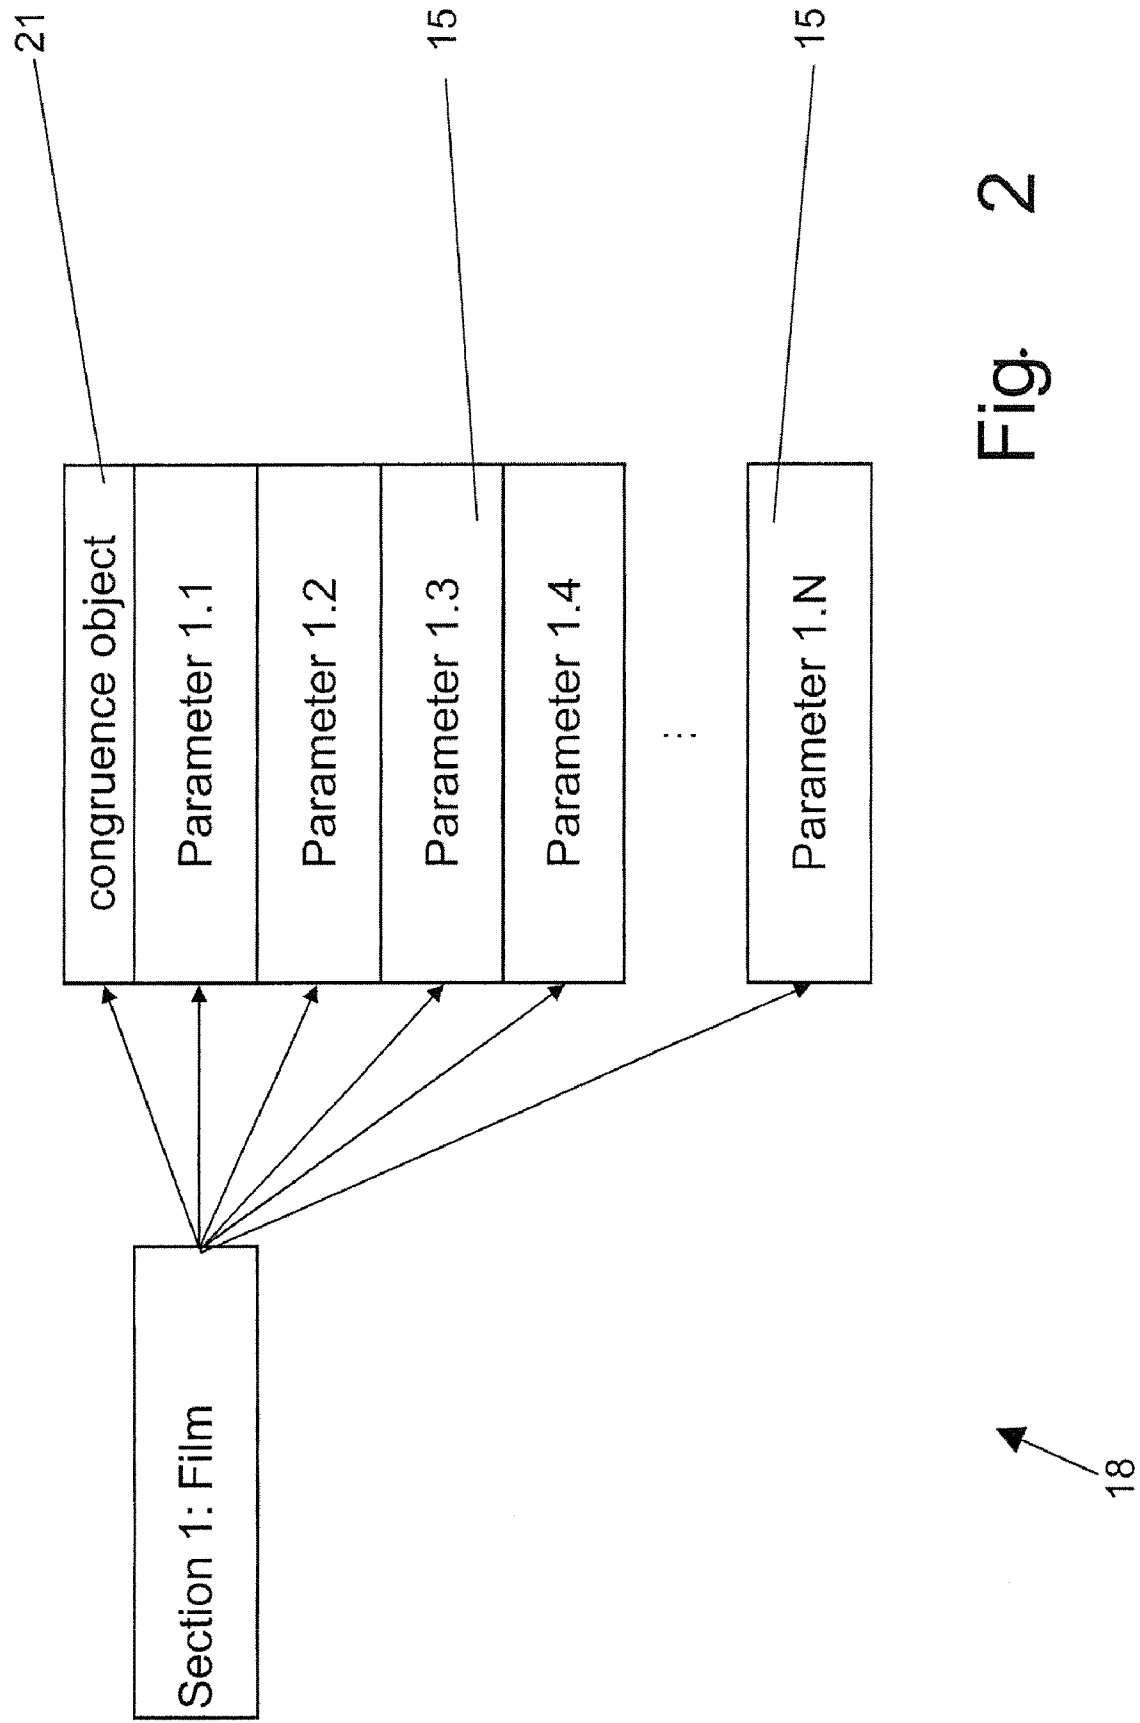 21
congruence object
Section 1: Film
Parameter 1.1
Parameter 1.2
Parameter 1.3
15
Parameter 1.4
...
Parameter 1.N
15
18
Fig. 2